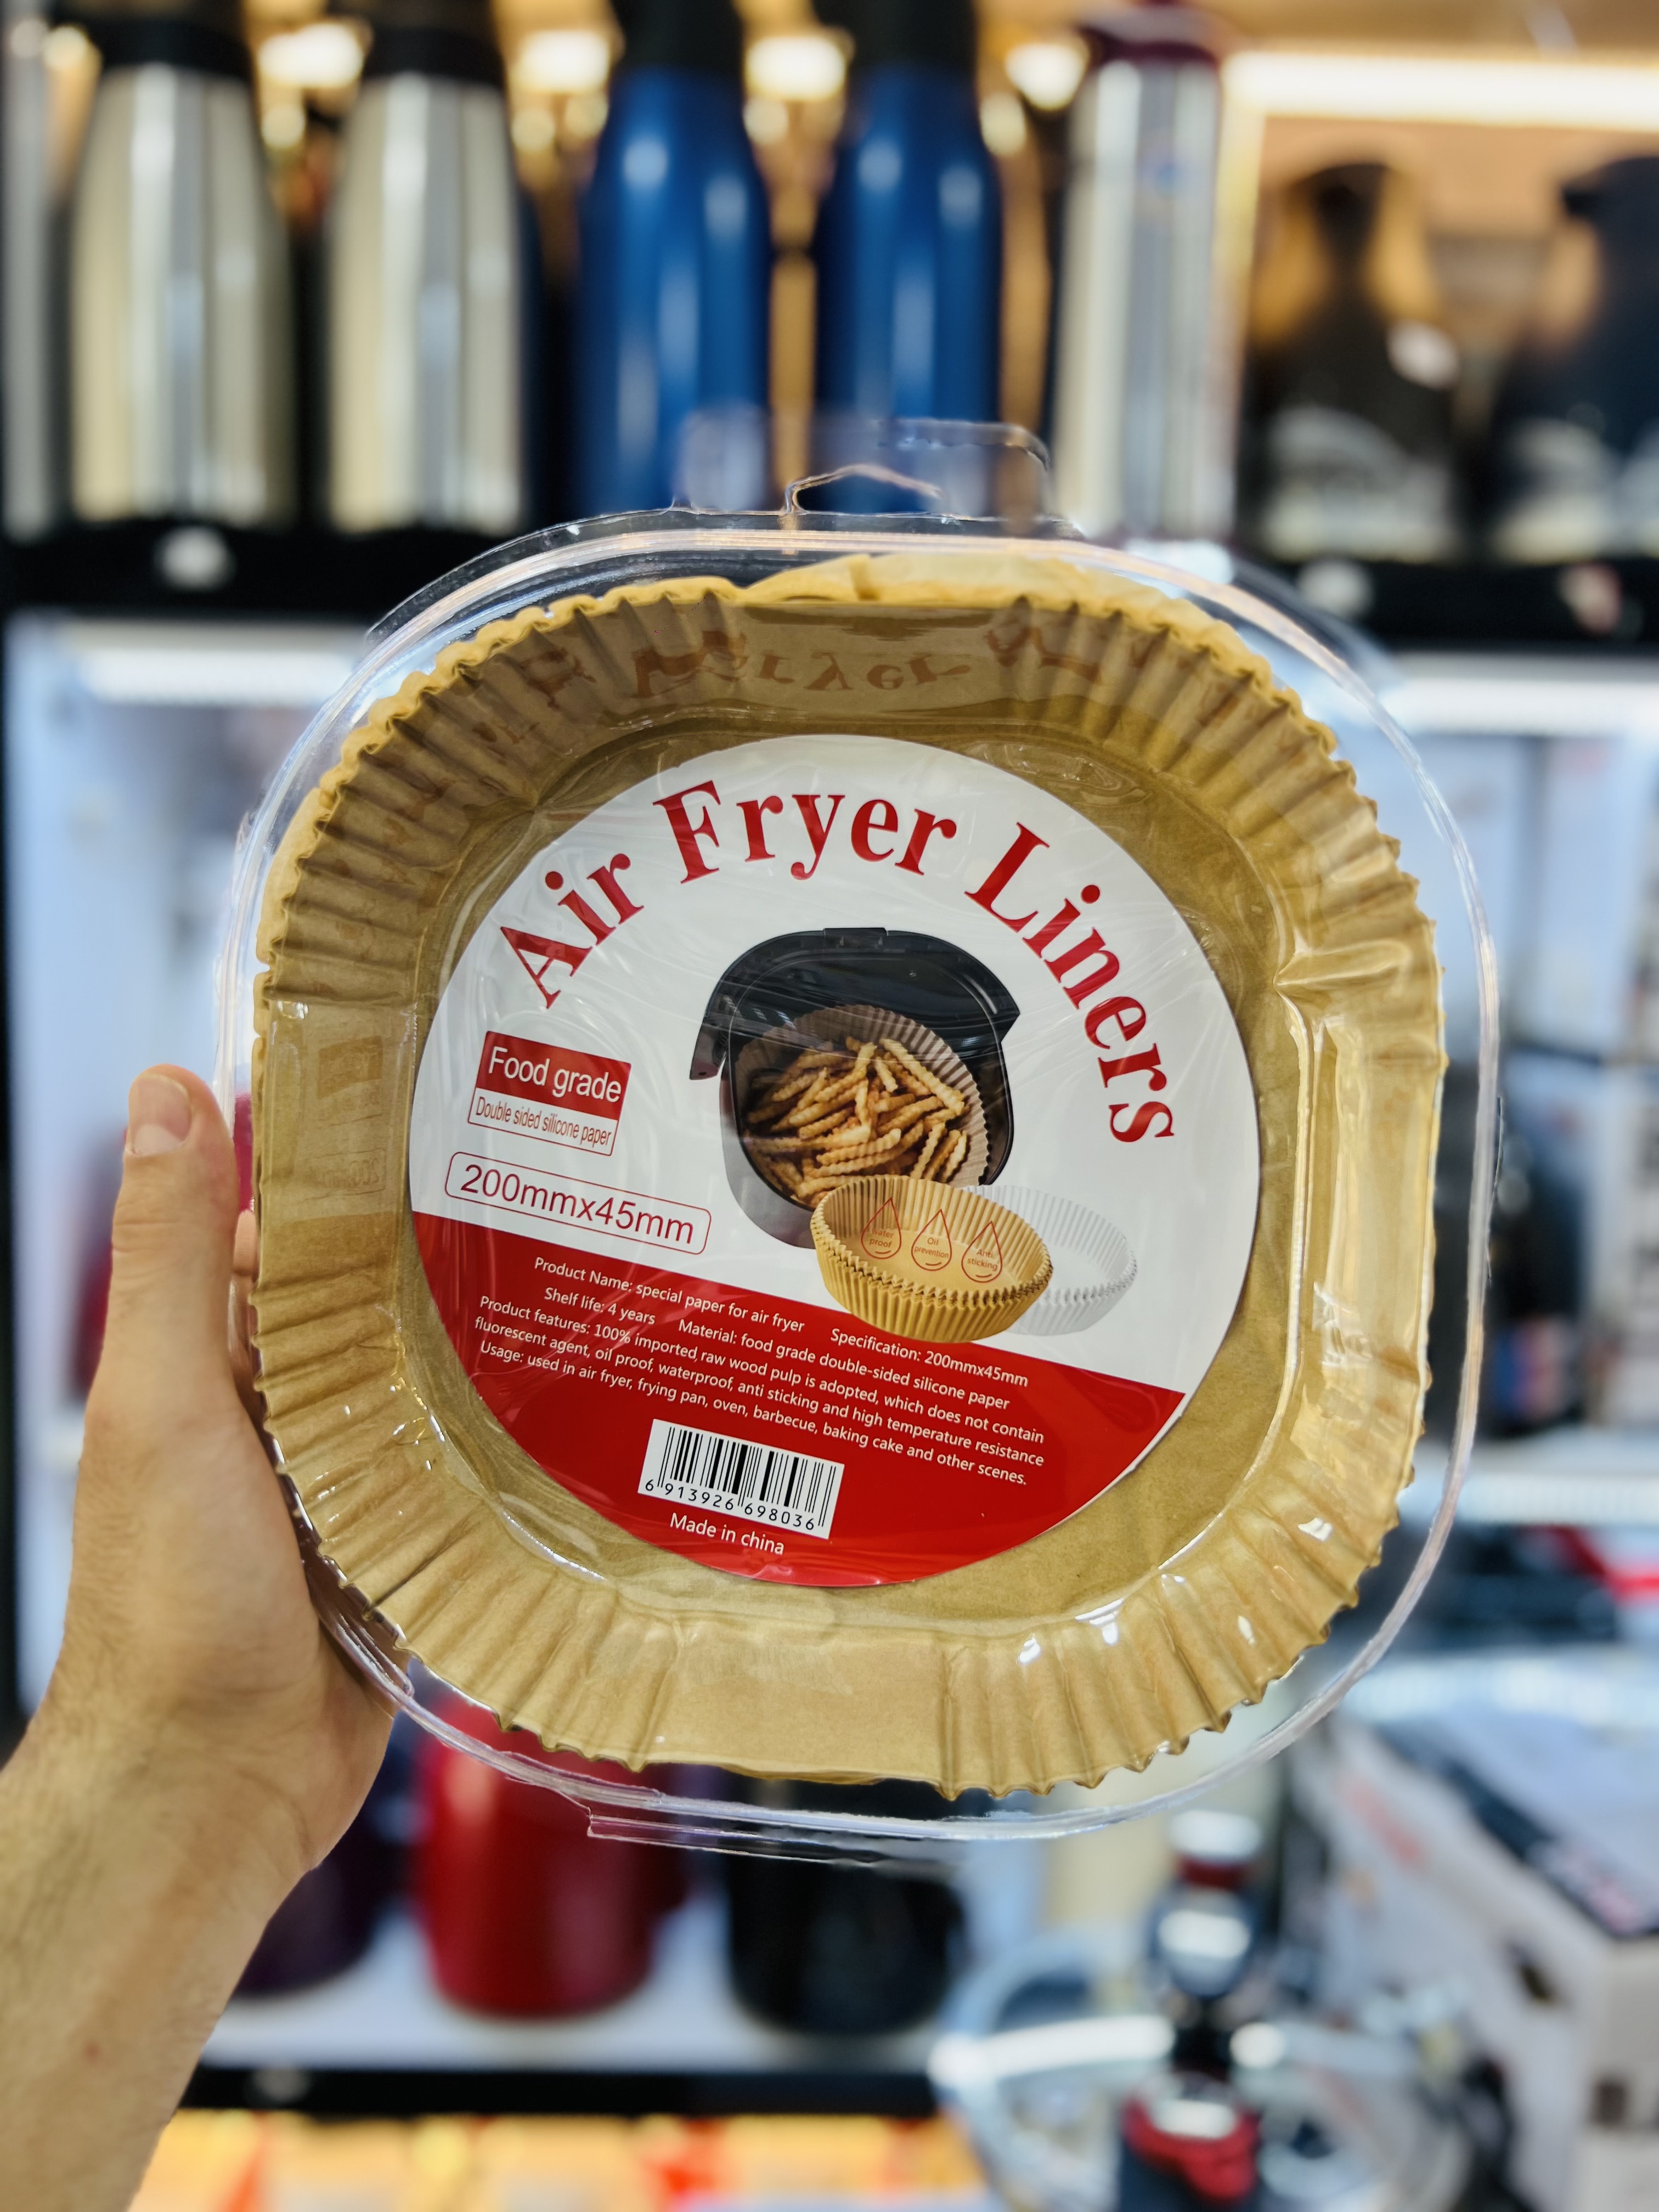 Air Fryer Liners
Food grade
Double sided silicone paper
200mmx45mm
Water
proof
Oil
prevention
Anti
sticking
Product Name: special paper for air fryer Specification: 200mmx45mm
Shelf life: 4 years Material: food grade double-sided silicone paper
Product features: 100% imported raw wood pulp is adopted, which does not contain
fluorescent agent, oil proof, waterproof, anti sticking and high temperature resistance
Usage: used in air fryer, frying pan, oven, barbecue, baking cake and other scenes.
6 913926 698036
Made in china